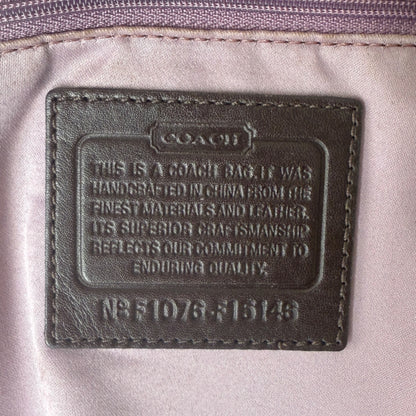 COACH
THIS IS A COACH BAG. IT WAS
HANDCRAFTED IN CHINA FROM THE
FINEST MATERIALS AND LEATHER.
ITS SUPERIOR CRAFTSMANSHIP
REFLECTS OUR COMMITMENT TO
ENDURING QUALITY.
Nº F1076-F15146